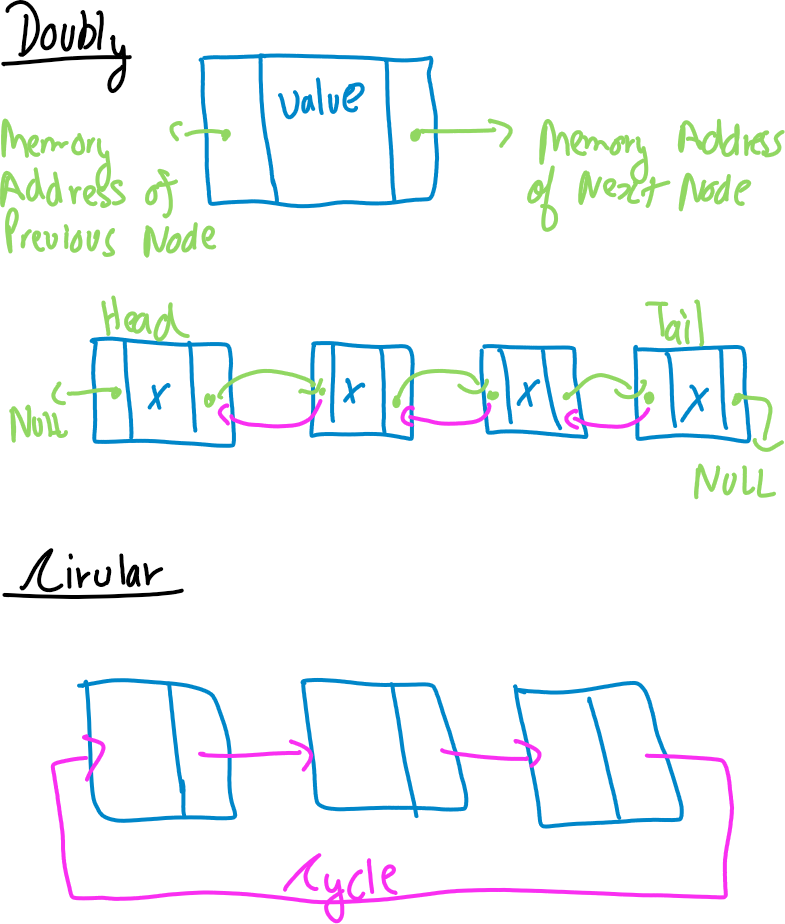 Doubly
Value
Memory
Address of
Previous Node
Memory Address
of Next Node
Head
Tail
NULL
X
X
X
X
NULL
Cirular
Cycle